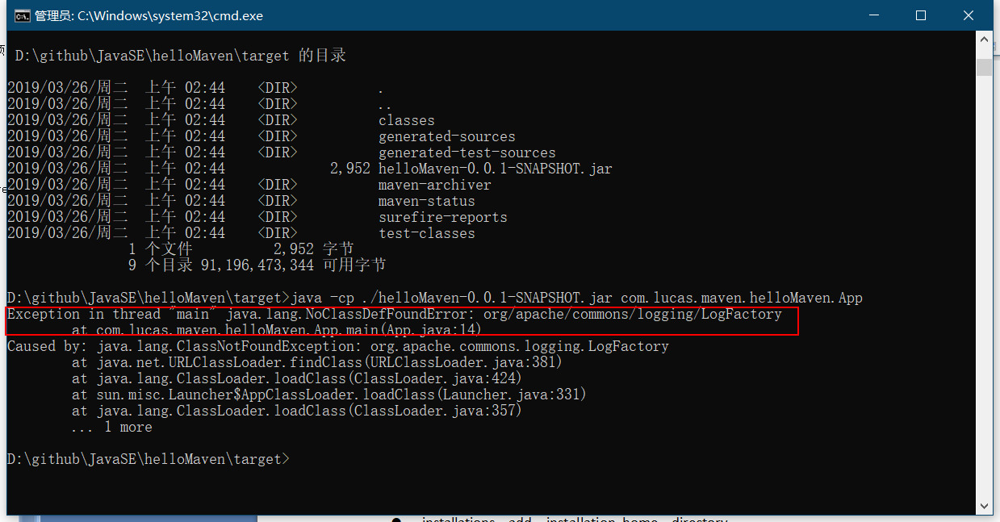 管理员: C:\Windows\system32\cmd.exe
D:\github\JavaSE\helloMaven\target 的目录
2019/03/26/周二 上午 02:44 <DIR> .
2019/03/26/周二 上午 02:44 <DIR> ..
2019/03/26/周二 上午 02:44 <DIR> classes
2019/03/26/周二 上午 02:44 <DIR> generated-sources
2019/03/26/周二 上午 02:44 <DIR> generated-test-sources
2019/03/26/周二 上午 02:44 2,952 helloMaven-0.0.1-SNAPSHOT.jar
2019/03/26/周二 上午 02:44 <DIR> maven-archiver
2019/03/26/周二 上午 02:44 <DIR> maven-status
2019/03/26/周二 上午 02:44 <DIR> surefire-reports
2019/03/26/周二 上午 02:44 <DIR> test-classes
1 个文件 2,952 字节
9 个目录 91,196,473,344 可用字节
D:\github\JavaSE\helloMaven\target>java -cp ./helloMaven-0.0.1-SNAPSHOT.jar com.lucas.maven.helloMaven.App
Exception in thread "main" java.lang.NoClassDefFoundError: org/apache/commons/logging/LogFactory
at com.lucas.maven.helloMaven.App.main(App.java:14)
Caused by: java.lang.ClassNotFoundException: org.apache.commons.logging.LogFactory
at java.net.URLClassLoader.findClass(URLClassLoader.java:381)
at java.lang.ClassLoader.loadClass(ClassLoader.java:424)
at sun.misc.Launcher$AppClassLoader.loadClass(Launcher.java:331)
at java.lang.ClassLoader.loadClass(ClassLoader.java:357)
... 1 more
D:\github\JavaSE\helloMaven\target>
installations add installation home directory